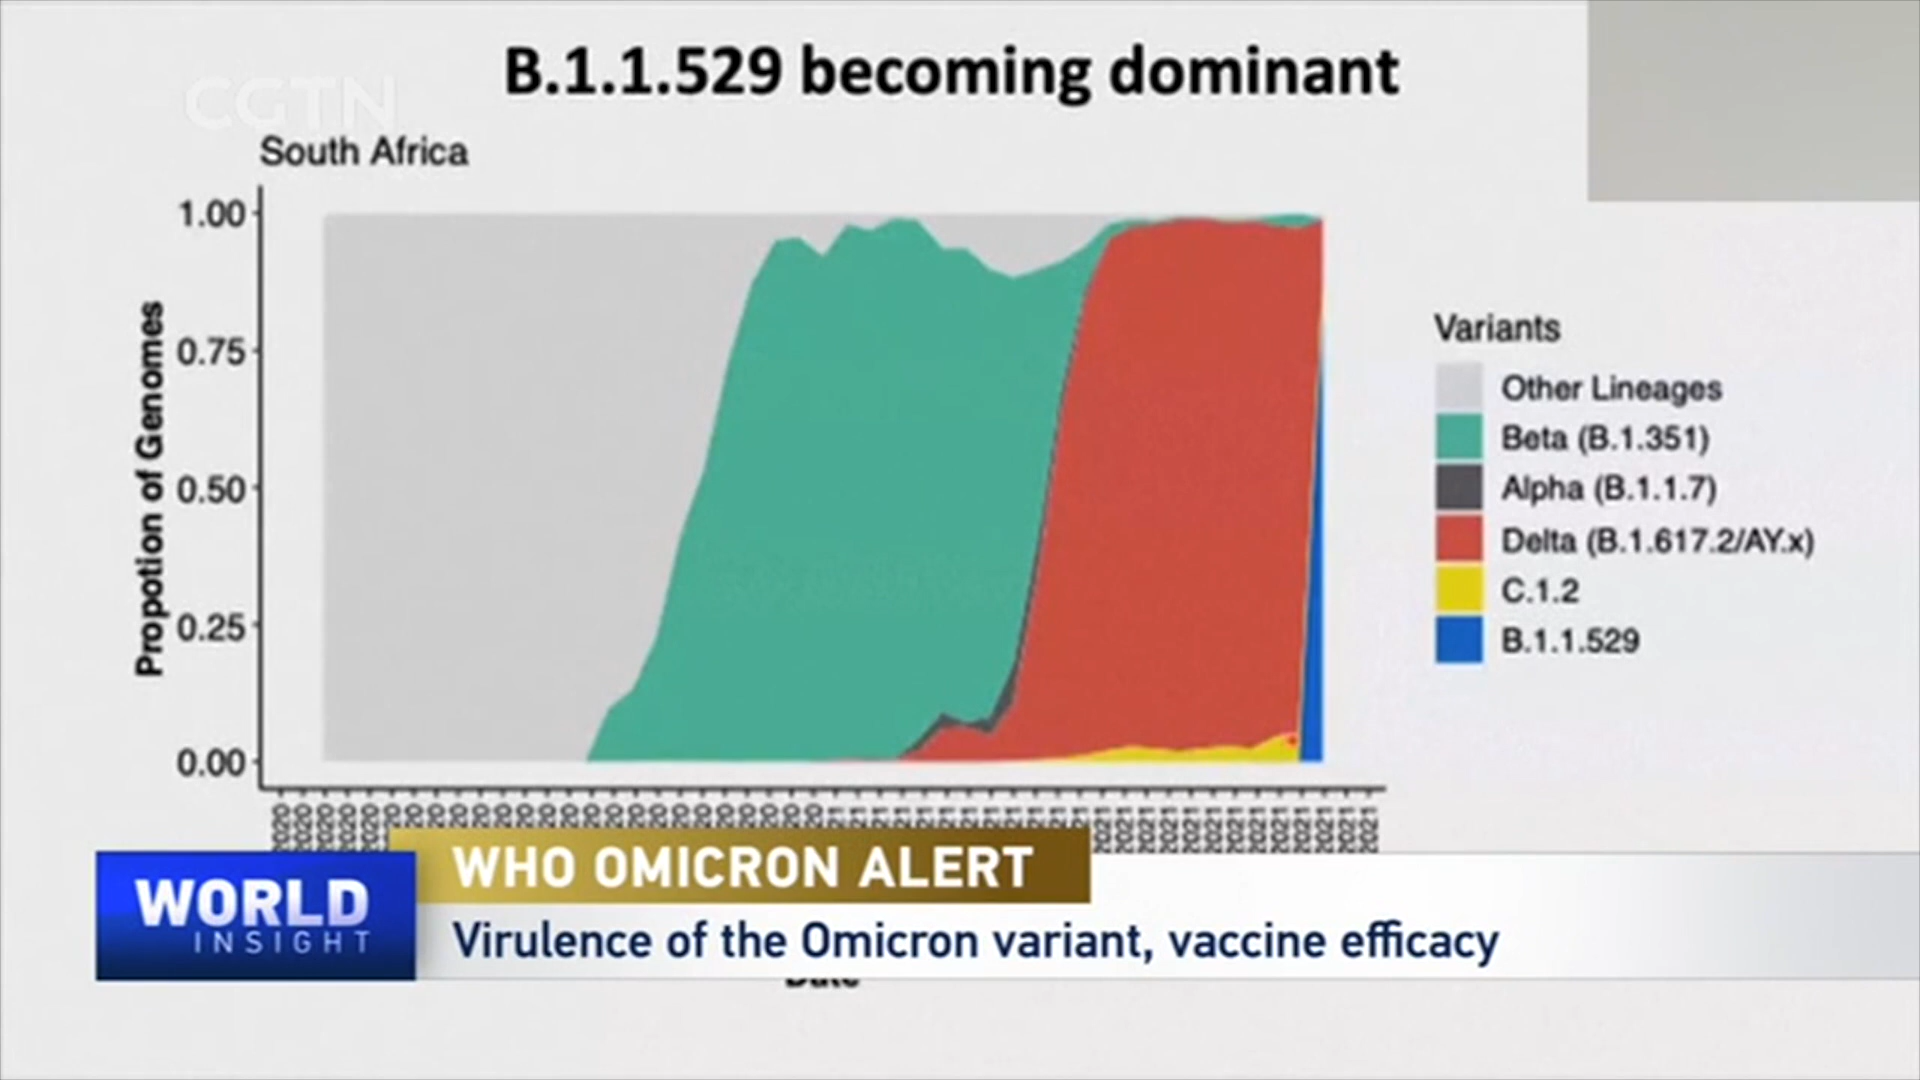 B.1.1.529 becoming dominant
CGTN
South Africa
Propotion of Genomes
1.00
0.75
0.50
0.25
0.00
Variants
Other Lineages
Beta (B.1.351)
Alpha (B.1.1.7)
Delta (B.1.617.2/AY.x)
C.1.2
B.1.1.529
WHO OMICRON ALERT
WORLD
INSIGHT
Virulence of the Omicron variant, vaccine efficacy